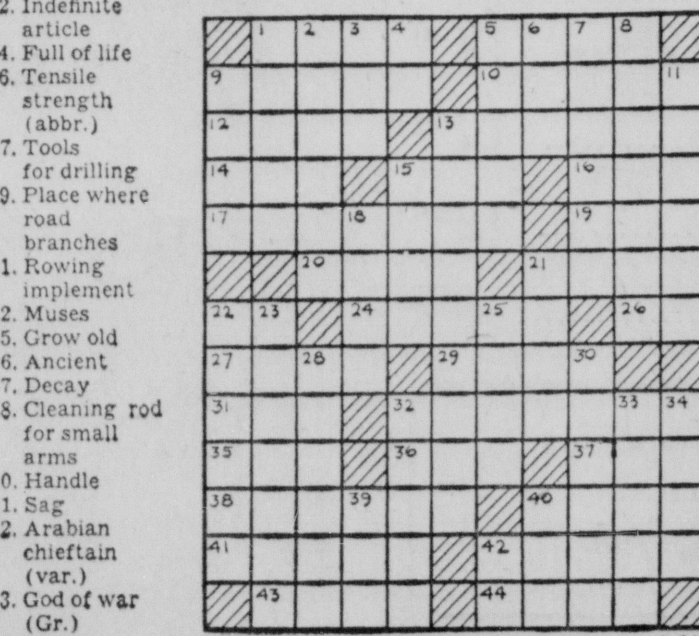 2. Indefinite
article
4. Full of life
6. Tensile
strength
(abbr.)
7. Tools
for drilling
9. Place where
road
branches
1. Rowing
implement
2. Muses
5. Grow old
6. Ancient
7. Decay
8. Cleaning rod
for small
arms
0. Handle
1. Sag
2. Arabian
chieftain
(var.)
3. God of war
(Gr.)
1 2 3 4 5 6 7 8
9 10 11
12 13
14 15 16
17 18 19
20 21
22 23 24 25 26
27 28 29 30
31 32 33 34
35 36 37
38 39 40
41 42
43 44